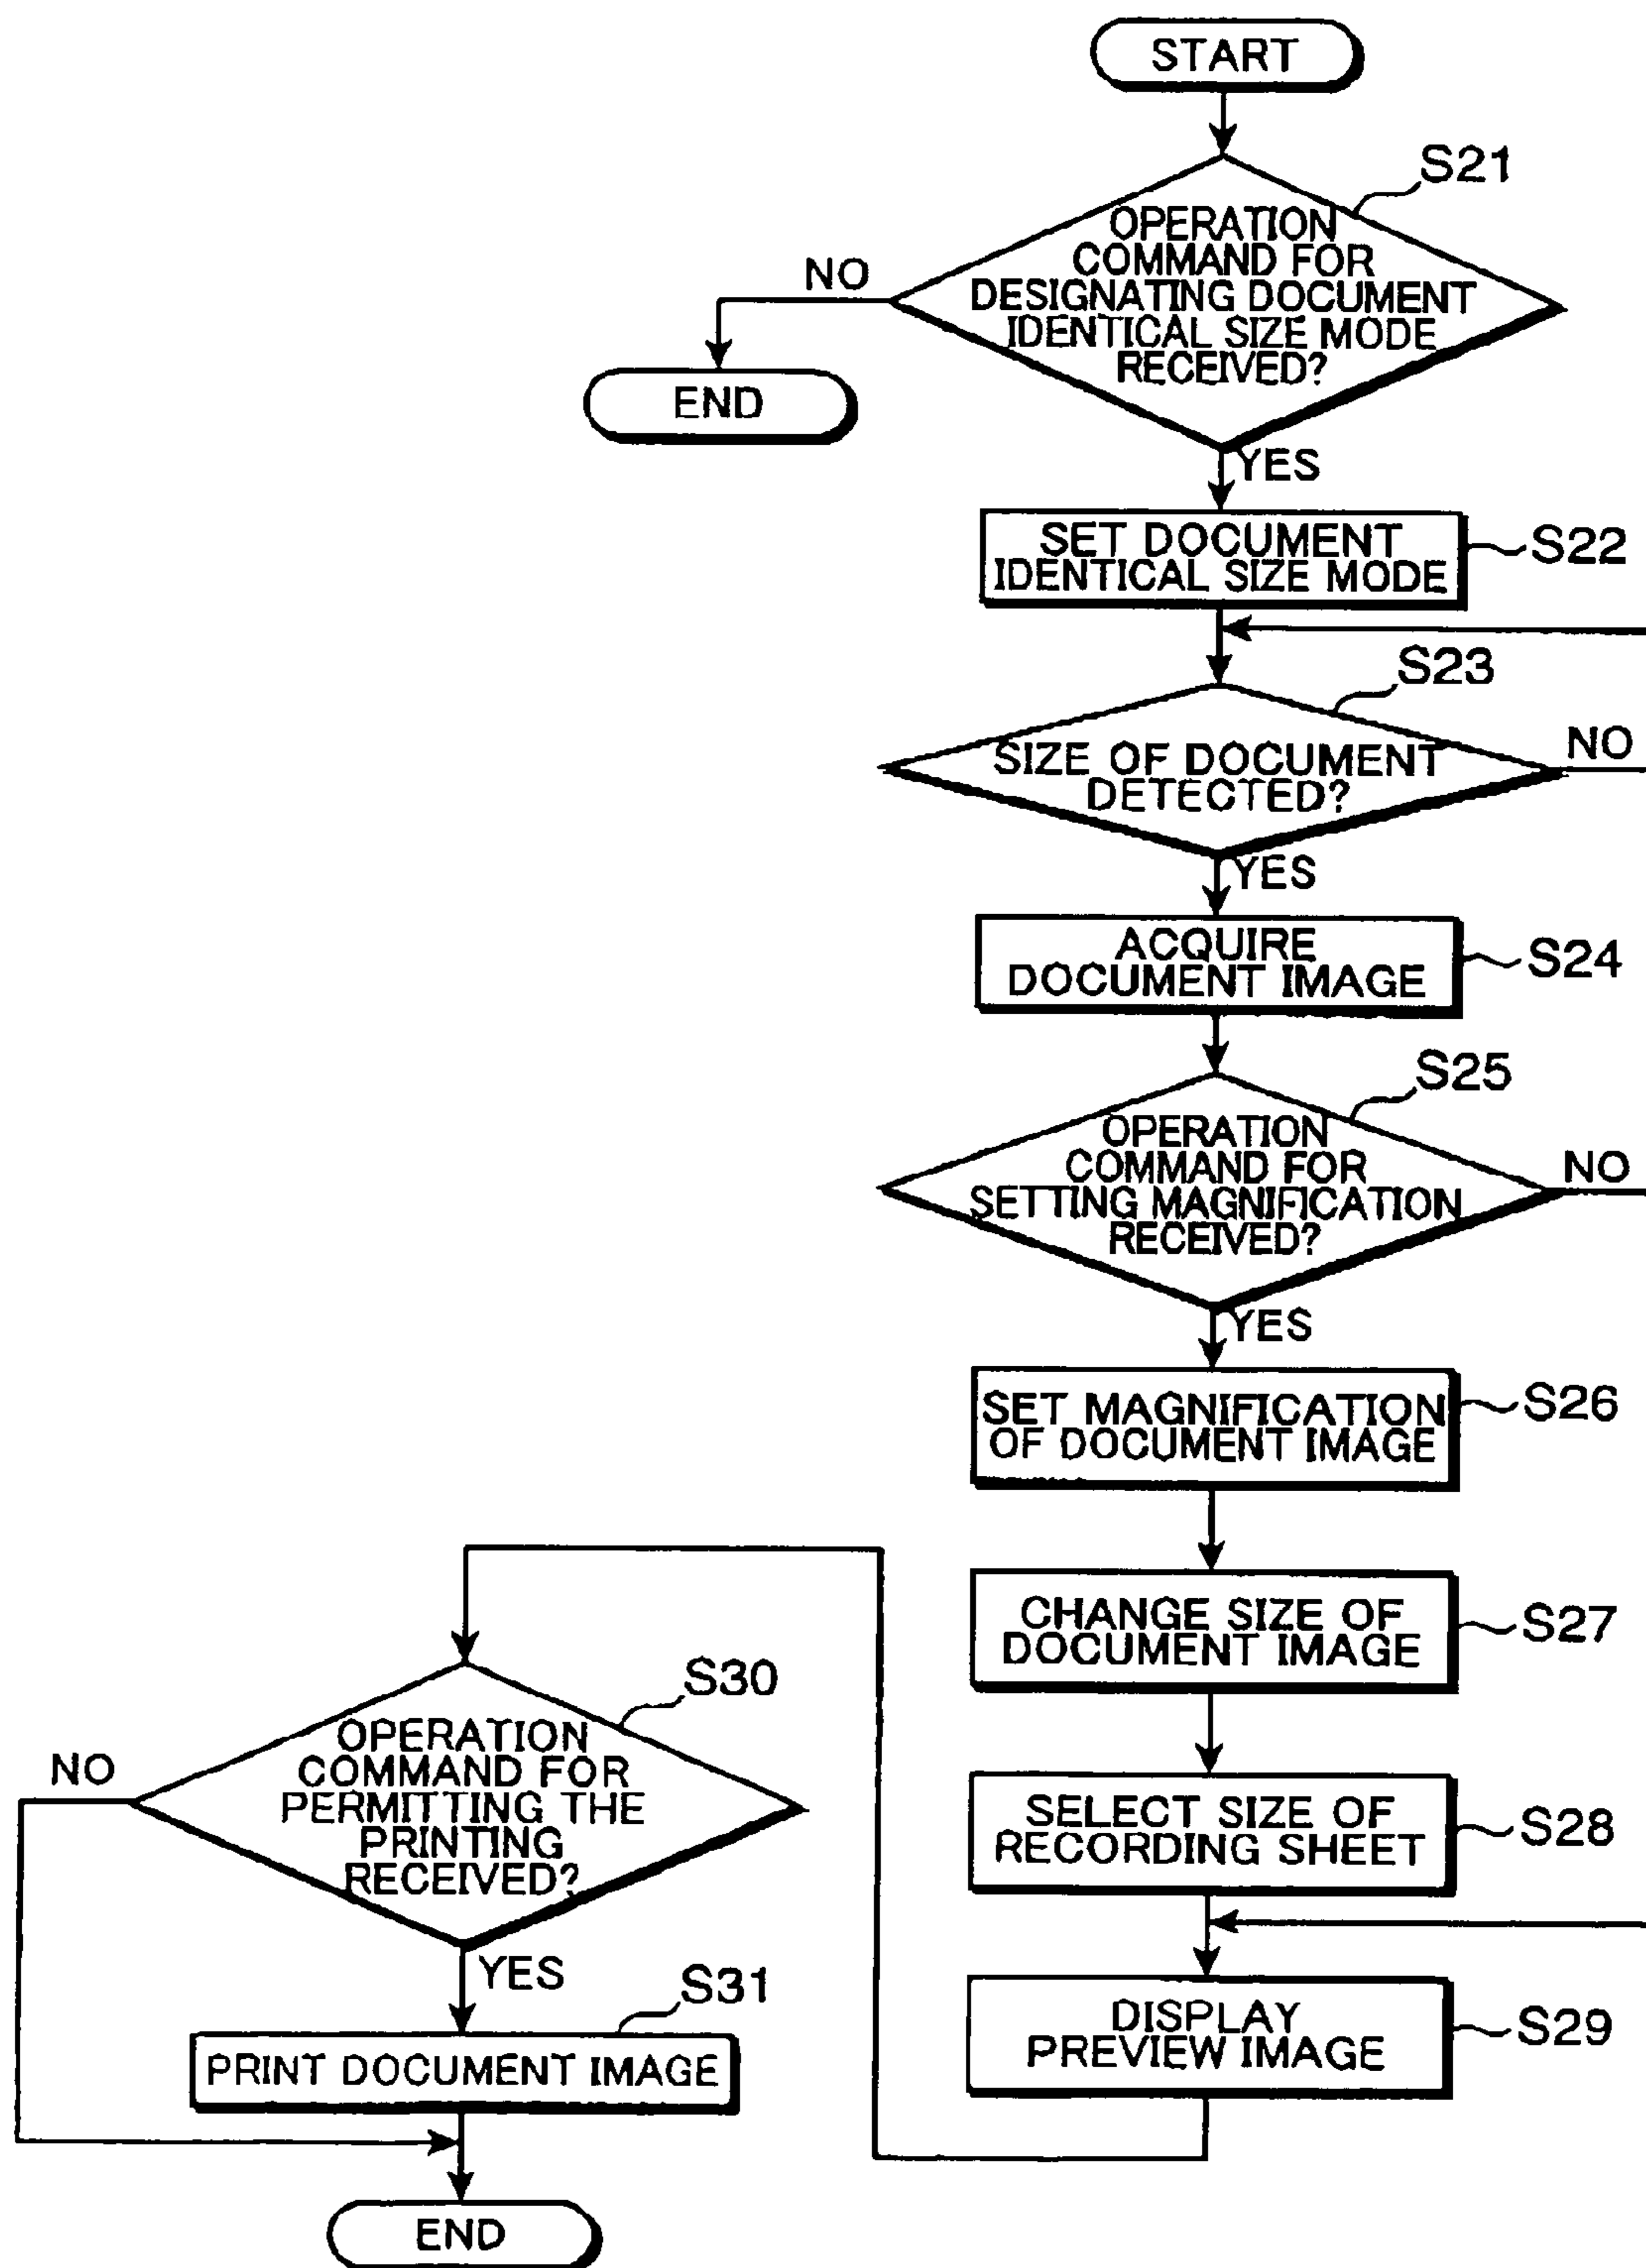 START
S21
OPERATION
COMMAND FOR
DESIGNATING DOCUMENT
IDENTICAL SIZE MODE
RECEIVED?
NO
END
YES
SET DOCUMENT
IDENTICAL SIZE MODE
S22
S23
SIZE OF DOCUMENT
DETECTED?
NO
YES
ACQUIRE
DOCUMENT IMAGE
S24
S25
OPERATION
COMMAND FOR
SETTING MAGNIFICATION
RECEIVED?
NO
YES
SET MAGNIFICATION
OF DOCUMENT IMAGE
S26
CHANGE SIZE OF
DOCUMENT IMAGE
S27
SELECT SIZE OF
RECORDING SHEET
S28
DISPLAY
PREVIEW IMAGE
S29
S30
OPERATION
COMMAND FOR
PERMITTING THE
PRINTING
RECEIVED?
NO
YES
S31
PRINT DOCUMENT IMAGE
END